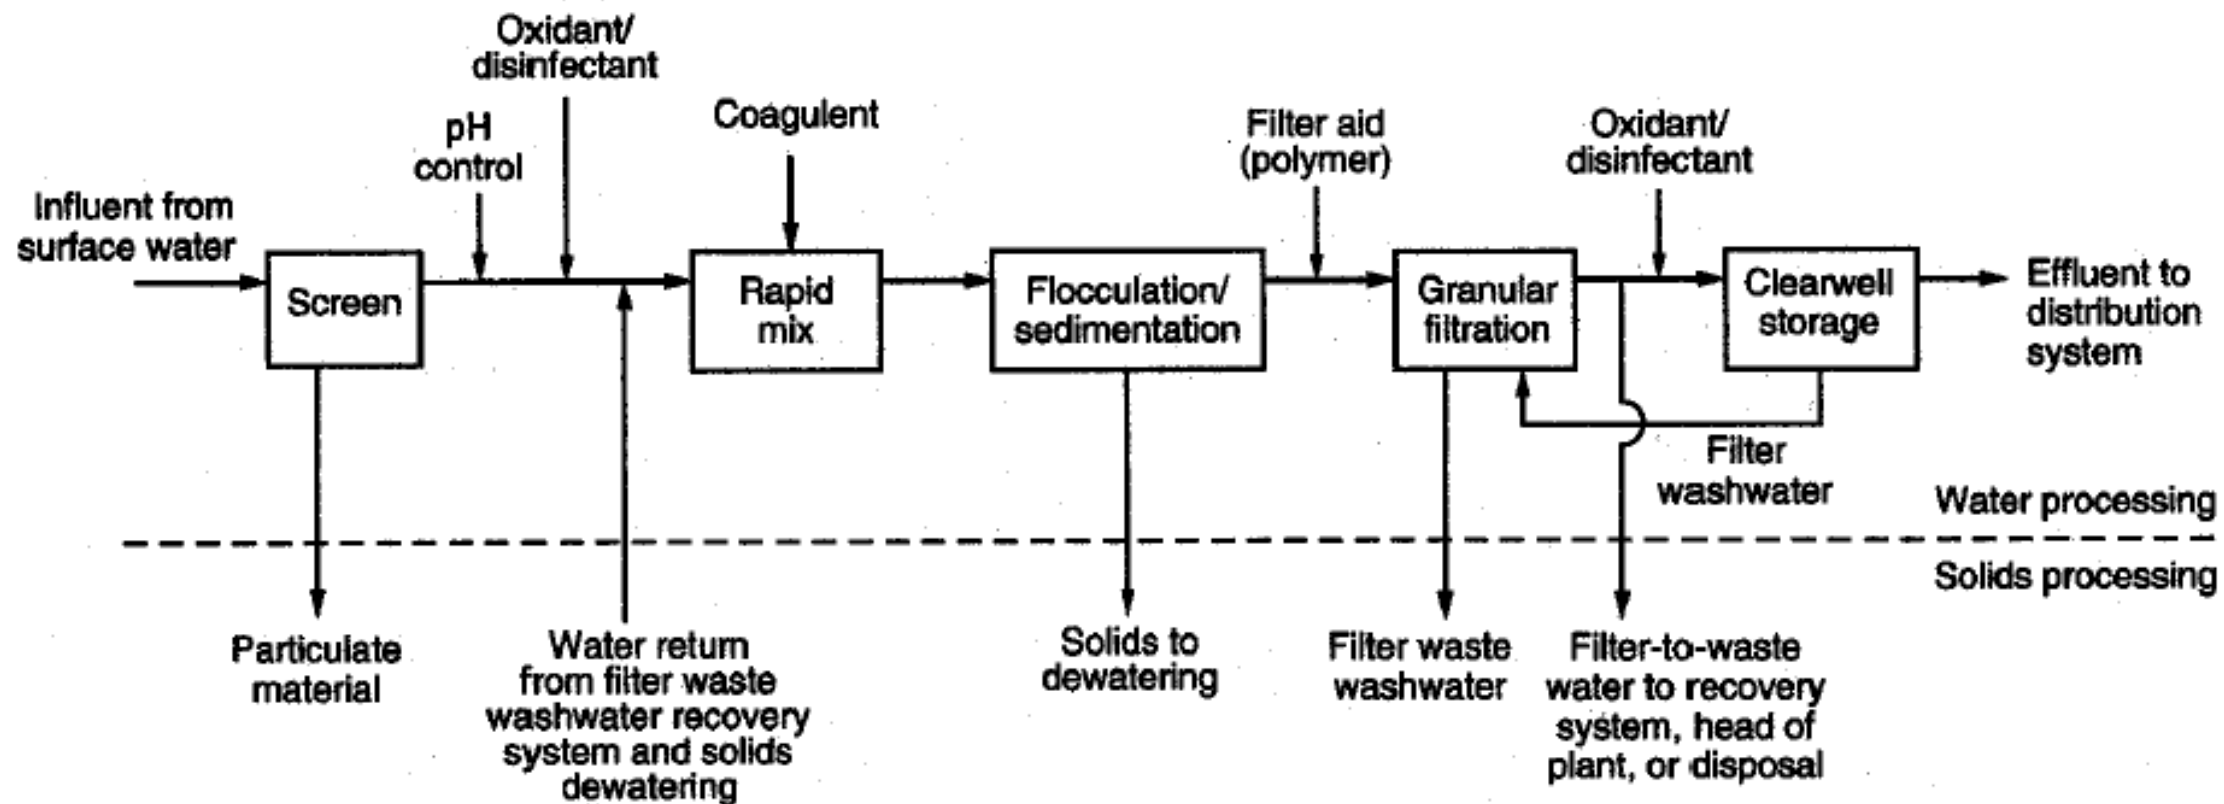 Oxidant/
disinfectant
pH
control
Coagulent
Filter aid
(polymer)
Oxidant/
disinfectant
Influent from
surface water
Screen
Rapid
mix
Flocculation/
sedimentation
Granular
filtration
Clearwell
storage
Effluent to
distribution
system
Filter
washwater
Water processing
Solids processing
Particulate
material
Water return
from filter waste
washwater recovery
system and solids
dewatering
Solids to
dewatering
Filter waste
washwater
Filter-to-waste
water to recovery
system, head of
plant, or disposal